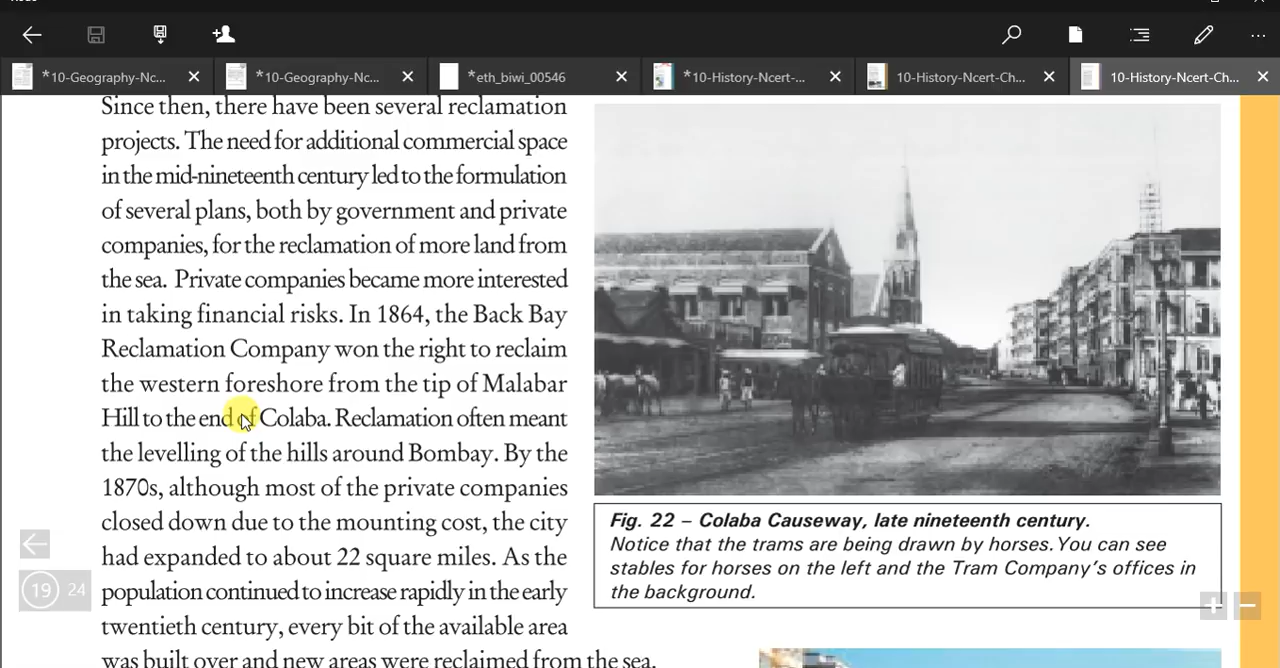 *10-Geography-Nc...
*10-Geography-Nc...
*eth_biwi_00546
*10-History-Ncert-...
10-History-Ncert-Ch...
10-History-Ncert-Ch...
Since then, there have been several reclamation
projects. The need for additional commercial space
in the mid-nineteenth century led to the formulation
of several plans, both by government and private
companies, for the reclamation of more land from
the sea. Private companies became more interested
in taking financial risks. In 1864, the Back Bay
Reclamation Company won the right to reclaim
the western foreshore from the tip of Malabar
Hill to the end of Colaba. Reclamation often meant
the levelling of the hills around Bombay. By the
1870s, although most of the private companies
closed down due to the mounting cost, the city
had expanded to about 22 square miles. As the
population continued to increase rapidly in the early
twentieth century, every bit of the available area
was built over and new areas were reclaimed from the sea.
Fig. 22 – Colaba Causeway, late nineteenth century.
Notice that the trams are being drawn by horses. You can see
stables for horses on the left and the Tram Company's offices in
the background.
19 24